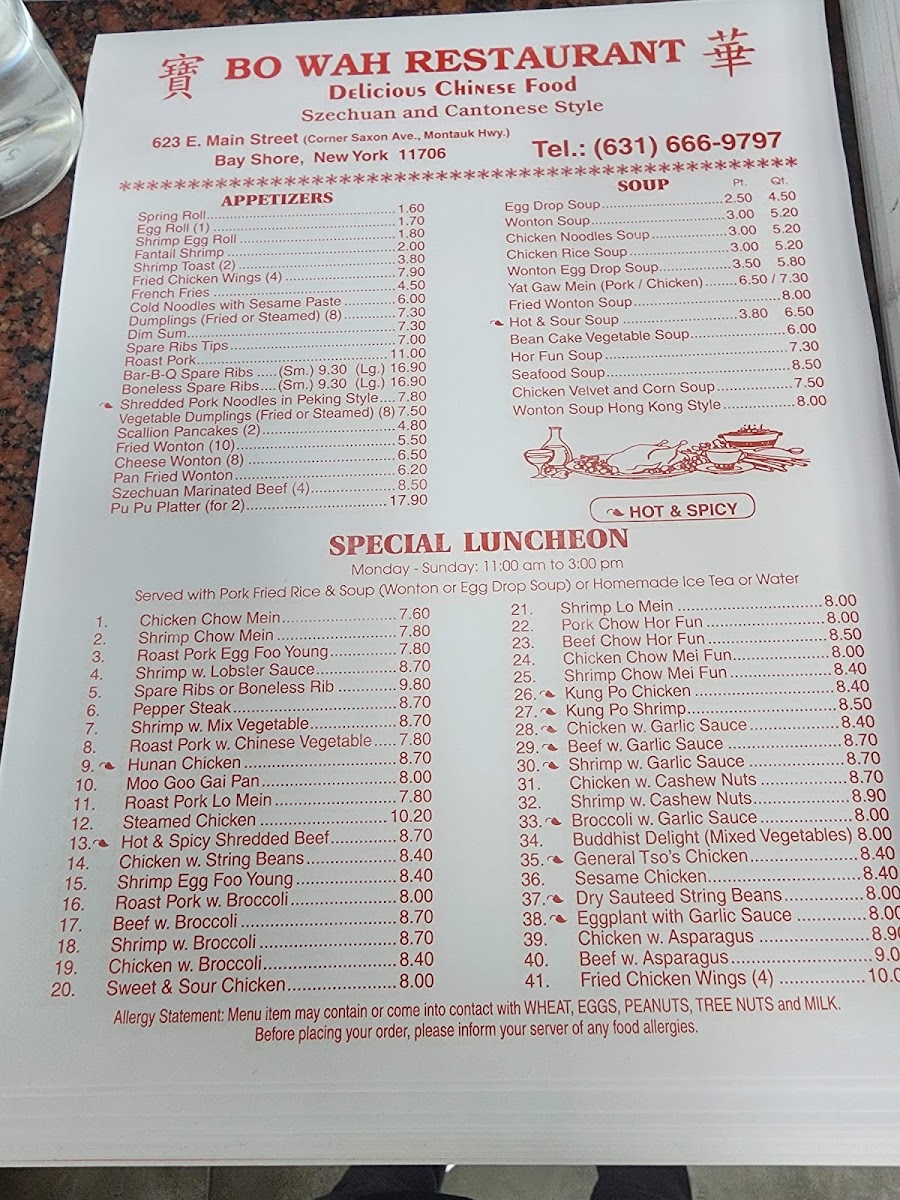 寶 BO WAH RESTAURANT 華
Delicious Chinese Food
Szechuan and Cantonese Style
623 E. Main Street (Corner Saxon Ave., Montauk Hwy.)
Bay Shore, New York 11706
Tel.: (631) 666-9797
APPETIZERS
Spring Roll 1.60
Egg Roll (1) 1.70
Shrimp Egg Roll 1.80
Fantail Shrimp 2.00
Shrimp Toast (2) 3.80
Fried Chicken Wings (4) 7.90
French Fries 4.50
Cold Noodles with Sesame Paste 6.00
Dumplings (Fried or Steamed) (8) 7.30
Dim Sum 7.30
Spare Ribs Tips 7.00
Roast Pork 11.00
Bar-B-Q Spare Ribs (Sm.) 9.30 (Lg.) 16.90
Boneless Spare Ribs (Sm.) 9.30 (Lg.) 16.90
Shredded Pork Noodles in Peking Style 7.80
Vegetable Dumplings (Fried or Steamed) (8) 7.50
Scallion Pancakes (2) 4.80
Fried Wonton (10) 5.50
Cheese Wonton (8) 6.50
Pan Fried Wonton 6.20
Szechuan Marinated Beef (4) 8.50
Pu Pu Platter (for 2) 17.90
SOUP Pt. Qt.
Egg Drop Soup 2.50 4.50
Wonton Soup 3.00 5.20
Chicken Noodles Soup 3.00 5.20
Chicken Rice Soup 3.00 5.20
Wonton Egg Drop Soup 3.50 5.80
Yat Gaw Mein (Pork / Chicken) 6.50 / 7.30
Fried Wonton Soup 8.00
Hot & Sour Soup 3.80 6.50
Bean Cake Vegetable Soup 6.00
Hor Fun Soup 7.30
Seafood Soup 8.50
Chicken Velvet and Corn Soup 7.50
Wonton Soup Hong Kong Style 8.00
HOT & SPICY
SPECIAL LUNCHEON
Monday - Sunday: 11:00 am to 3:00 pm
Served with Pork Fried Rice & Soup (Wonton or Egg Drop Soup) or Homemade Ice Tea or Water
1. Chicken Chow Mein 7.60
2. Shrimp Chow Mein 7.80
3. Roast Pork Egg Foo Young 7.80
4. Shrimp w. Lobster Sauce 8.70
5. Spare Ribs or Boneless Rib 9.80
6. Pepper Steak 8.70
7. Shrimp w. Mix Vegetable 8.70
8. Roast Pork w. Chinese Vegetable 7.80
9. Hunan Chicken 8.70
10. Moo Goo Gai Pan 8.00
11. Roast Pork Lo Mein 7.80
12. Steamed Chicken 10.20
13. Hot & Spicy Shredded Beef 8.70
14. Chicken w. String Beans 8.40
15. Shrimp Egg Foo Young 8.40
16. Roast Pork w. Broccoli 8.00
17. Beef w. Broccoli 8.70
18. Shrimp w. Broccoli 8.70
19. Chicken w. Broccoli 8.40
20. Sweet & Sour Chicken 8.00
21. Shrimp Lo Mein 8.00
22. Pork Chow Hor Fun 8.00
23. Beef Chow Hor Fun 8.50
24. Chicken Chow Mei Fun 8.00
25. Shrimp Chow Mei Fun 8.40
26. Kung Po Chicken 8.40
27. Kung Po Shrimp 8.50
28. Chicken w. Garlic Sauce 8.40
29. Beef w. Garlic Sauce 8.70
30. Shrimp w. Garlic Sauce 8.70
31. Chicken w. Cashew Nuts 8.70
32. Shrimp w. Cashew Nuts 8.90
33. Broccoli w. Garlic Sauce 8.00
34. Buddhist Delight (Mixed Vegetables) 8.00
35. General Tso's Chicken 8.40
36. Sesame Chicken 8.40
37. Dry Sauteed String Beans 8.00
38. Eggplant with Garlic Sauce 8.00
39. Chicken w. Asparagus 8.9
40. Beef w. Asparagus 9.0
41. Fried Chicken Wings (4) 10.0
Allergy Statement: Menu item may contain or come into contact with WHEAT, EGGS, PEANUTS, TREE NUTS and MILK.
Before placing your order, please inform your server of any food allergies.